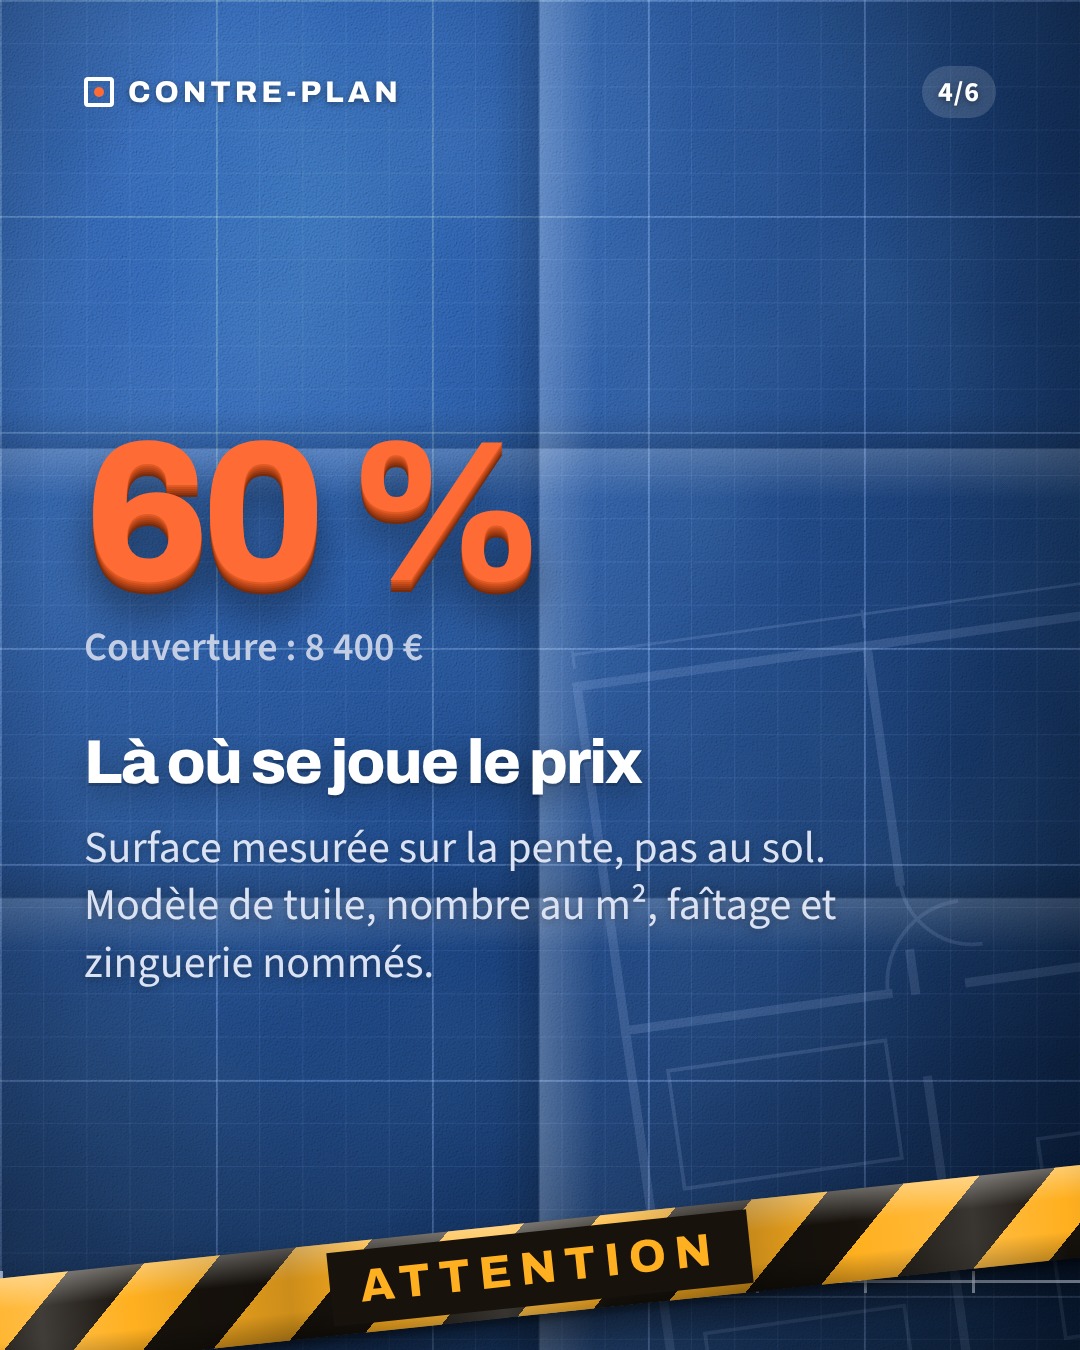 CONTRE-PLAN
4/6
60 %
Couverture : 8 400 €
Là où se joue le prix
Surface mesurée sur la pente, pas au sol.
Modèle de tuile, nombre au m², faîtage et
zinguerie nommés.
ATTENTION